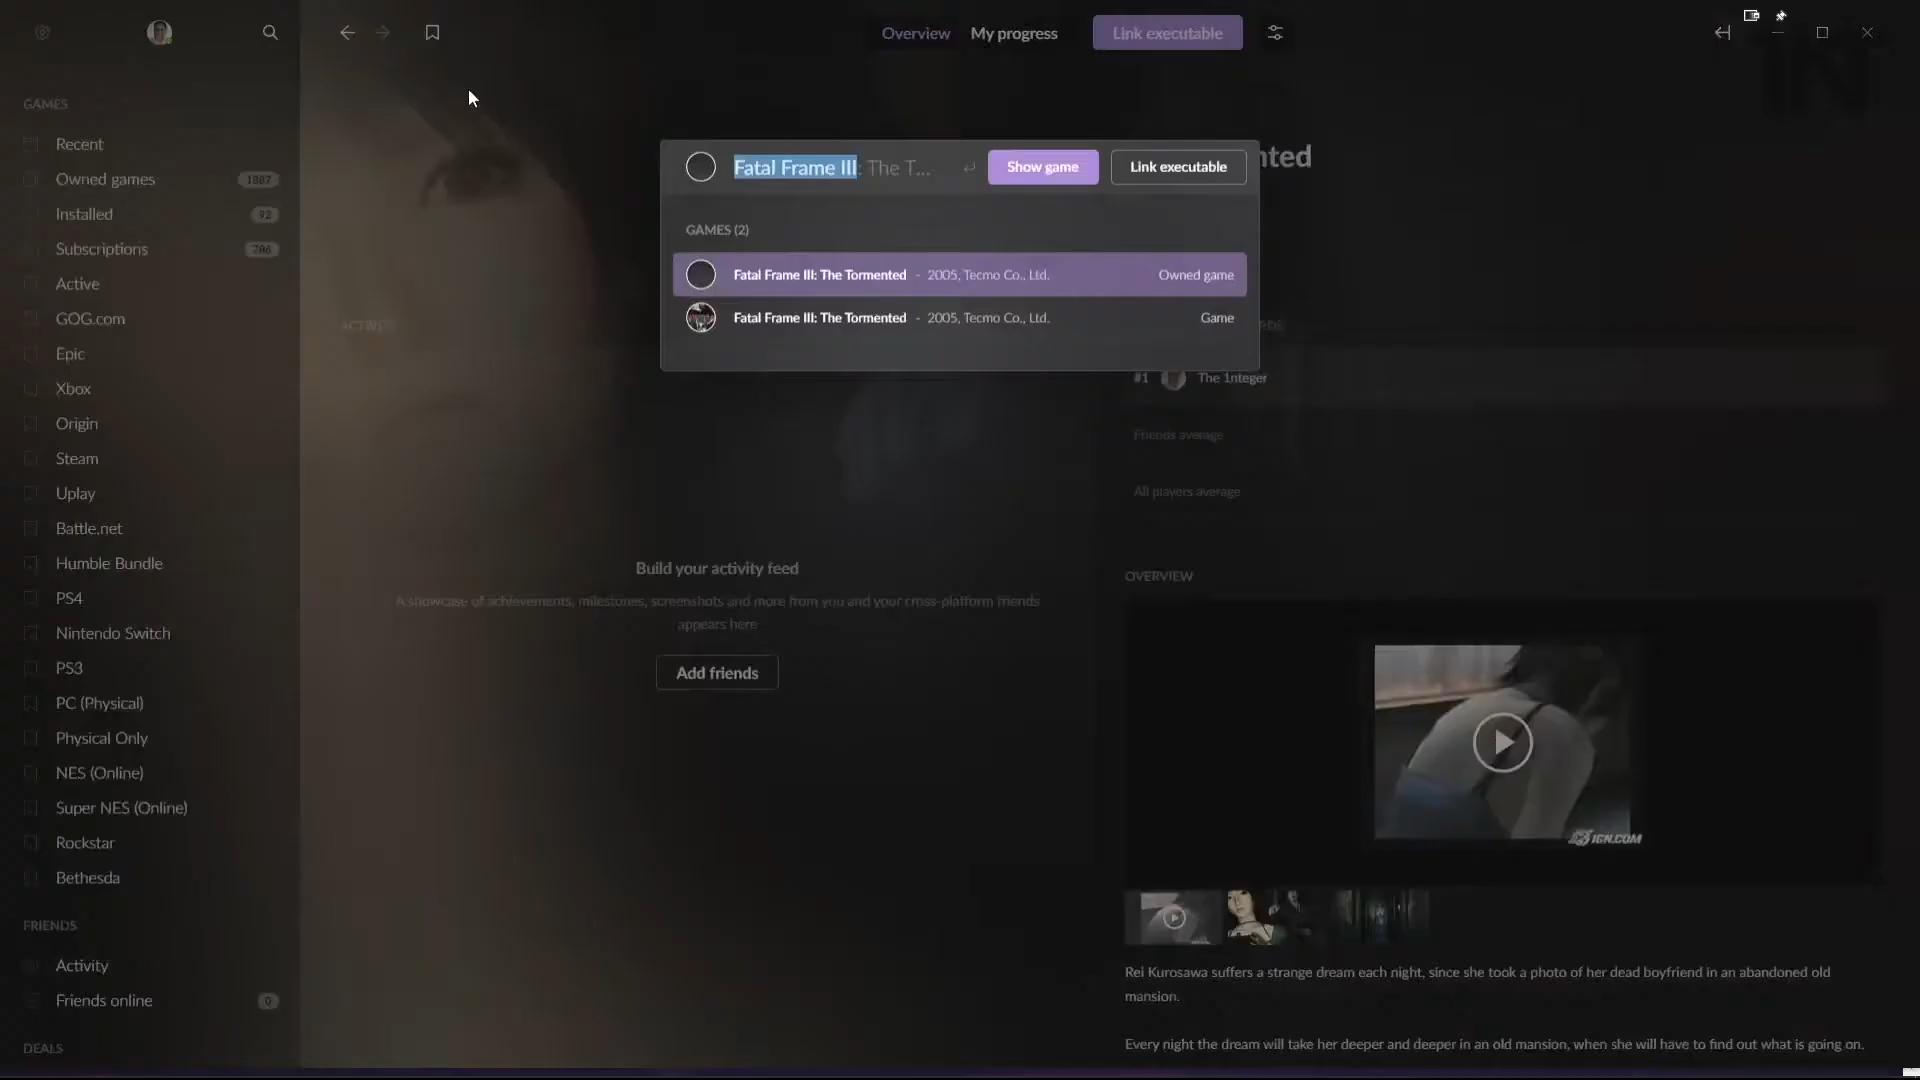 Overview
My progress
Link executable
GAMES
Recent
Owned games 1807
Installed 92
Subscriptions
Active
GOG.com
Epic
Xbox
Origin
Steam
Uplay
Battle.net
Humble Bundle
PS4
Nintendo Switch
PS3
PC (Physical)
Physical Only
NES (Online)
Super NES (Online)
Rockstar
Bethesda
FRIENDS
Activity
Friends online 0
DEALS
Fatal Frame III: The T...
Show game
Link executable
GAMES (2)
Fatal Frame III: The Tormented - 2005, Tecmo Co., Ltd. Owned game
Fatal Frame III: The Tormented - 2005, Tecmo Co., Ltd. Game
nted
ACTIVITY
#1 The 1nteger
Friends average
All players average
Build your activity feed
A showcase of achievements, milestones, screenshots and more from you and your cross-platform friends
appears here
Add friends
OVERVIEW
IGN.COM
Rei Kurosawa suffers a strange dream each night, since she took a photo of her dead boyfriend in an abandoned old
mansion.
Every night the dream will take her deeper and deeper in an old mansion, when she will have to find out what is going on.